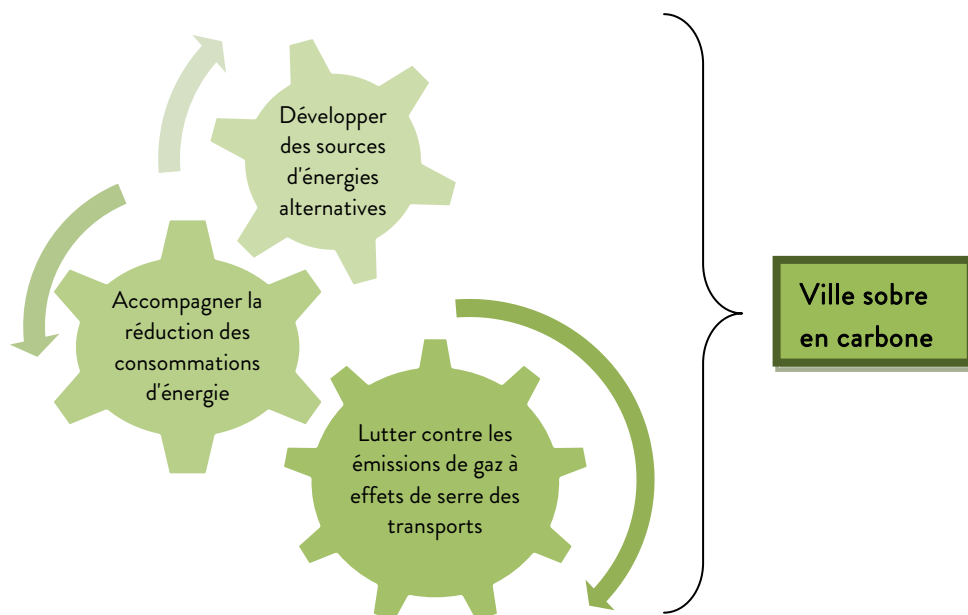 Développer
des sources
d'énergies
alternatives
Accompagner la
réduction des
consommations
d'énergie
Lutter contre les
émissions de gaz à
effets de serre des
transports
Ville sobre
en carbone